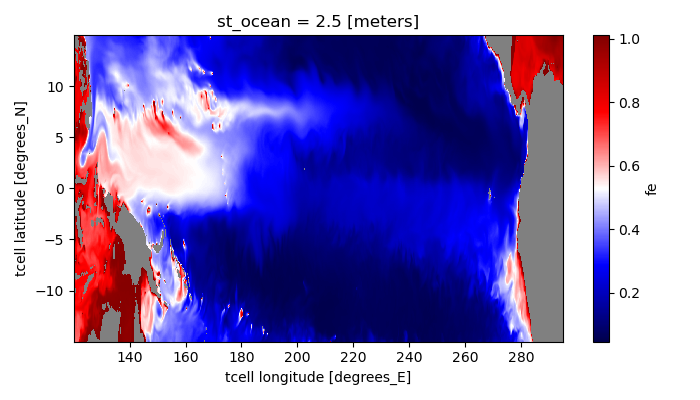 st_ocean = 2.5 [meters]
tcell latitude [degrees_N]
10
5
0
−5
−10
140 160 180 200 220 240 260 280
tcell longitude [degrees_E]
1.0
0.8
0.6
0.4
0.2
fe